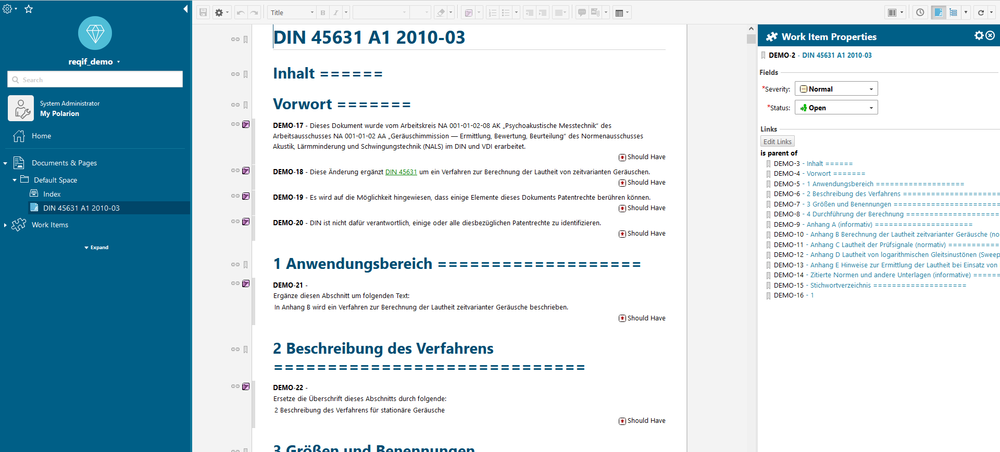 reqif_demo
Search
System Administrator
My Polarion
Home
Documents & Pages
Default Space
Index
DIN 45631 A1 2010-03
Work Items
Expand
Title
B
I
DIN 45631 A1 2010-03
Inhalt ======
Vorwort =======
DEMO-17 - Dieses Dokument wurde vom Arbeitskreis NA 001-01-02-08 AK „Psychoakustische Messtechnik“ des
Arbeitsausschusses NA 001-01-02 AA „Geräuschimmission — Ermittlung, Bewertung, Beurteilung“ des Normenausschusses
Akustik, Lärmminderung und Schwingungstechnik (NALS) im DIN und VDI erarbeitet.
Should Have
DEMO-18 - Diese Änderung ergänzt DIN 45631 um ein Verfahren zur Berechnung der Lautheit von zeitvarianten Geräuschen.
Should Have
DEMO-19 - Es wird auf die Möglichkeit hingewiesen, dass einige Elemente dieses Dokuments Patentrechte berühren können.
Should Have
DEMO-20 - DIN ist nicht dafür verantwortlich, einige oder alle diesbezüglichen Patentrechte zu identifizieren.
Should Have
1 Anwendungsbereich ===================
DEMO-21 -
Ergänze diesen Abschnitt um folgenden Text:
In Anhang B wird ein Verfahren zur Berechnung der Lautheit zeitvarianter Geräusche beschrieben.
Should Have
2 Beschreibung des Verfahrens
=============================
DEMO-22 -
Ersetze die Überschrift dieses Abschnitts durch folgende:
2 Beschreibung des Verfahrens für stationäre Geräusche
Should Have
3 Größen und Benennungen
Work Item Properties
DEMO-2 - DIN 45631 A1 2010-03
Fields
*Severity: Normal
*Status: Open
Links
Edit Links
is parent of
DEMO-3 - Inhalt ======
DEMO-4 - Vorwort =======
DEMO-5 - 1 Anwendungsbereich ===================
DEMO-6 - 2 Beschreibung des Verfahrens =====================
DEMO-7 - 3 Größen und Benennungen =======================
DEMO-8 - 4 Durchführung der Berechnung ====================
DEMO-9 - Anhang A (informativ) =====================
DEMO-10 - Anhang B Berechnung der Lautheit zeitvarianter Geräusche (no
DEMO-11 - Anhang C Lautheit der Prüfsignale (normativ) ===========
DEMO-12 - Anhang D Lautheit von logarithmischen Gleitsinustönen (Sweep
DEMO-13 - Anhang E Hinweise zur Ermittlung der Lautheit bei Einsatz von
DEMO-14 - Zitierte Normen und andere Unterlagen (informative) ======
DEMO-15 - Stichwortverzeichnis ====================
DEMO-16 - 1